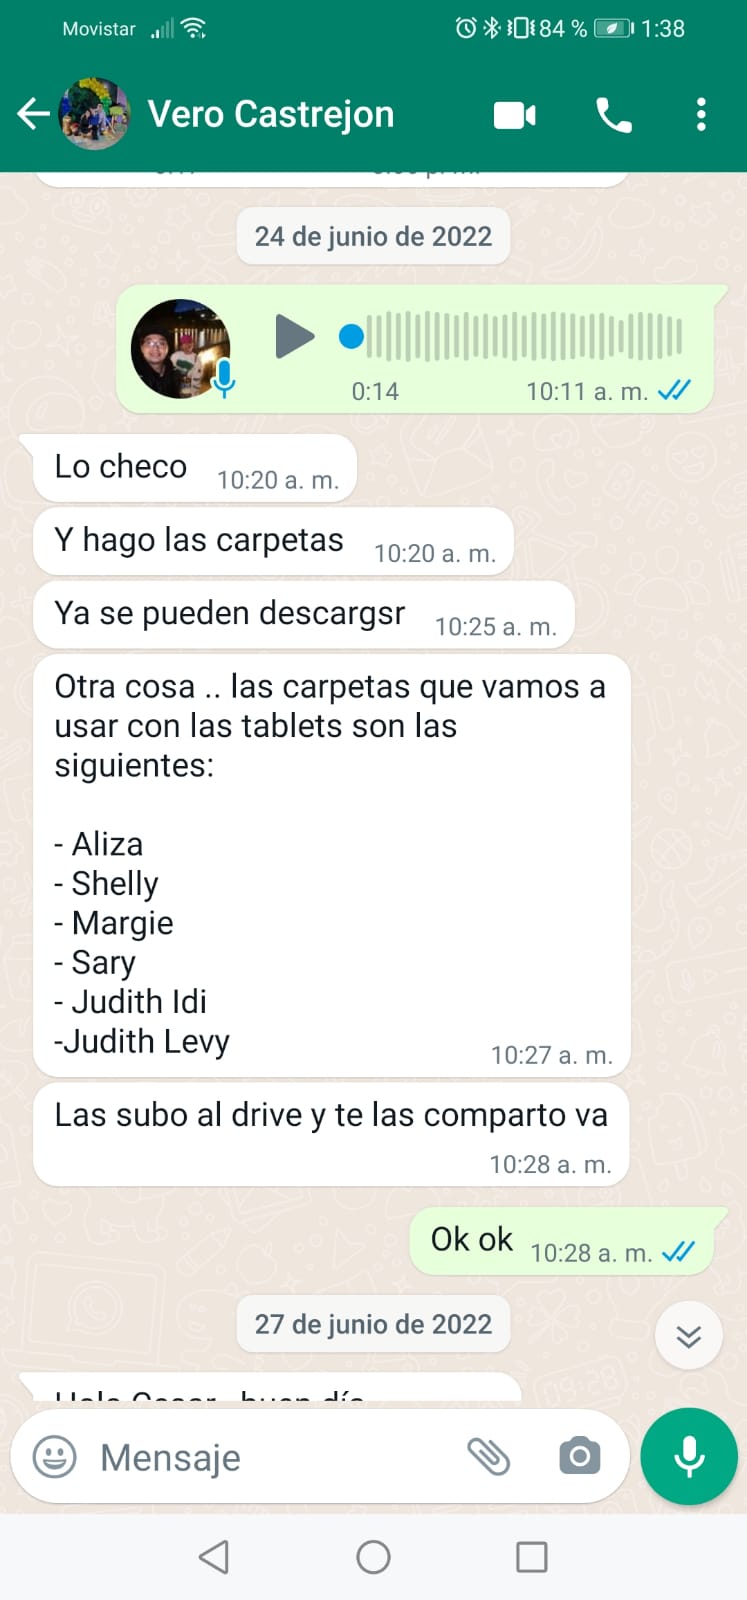 Movistar 84 % 1:38
Vero Castrejon
24 de junio de 2022
0:14 10:11 a. m.
Lo checo 10:20 a. m.
Y hago las carpetas 10:20 a. m.
Ya se pueden descargsr 10:25 a. m.
Otra cosa .. las carpetas que vamos a
usar con las tablets son las
siguientes:
- Aliza
- Shelly
- Margie
- Sary
- Judith Idi
-Judith Levy
10:27 a. m.
Las subo al drive y te las comparto va
10:28 a. m.
Ok ok 10:28 a. m.
27 de junio de 2022
Mensaje